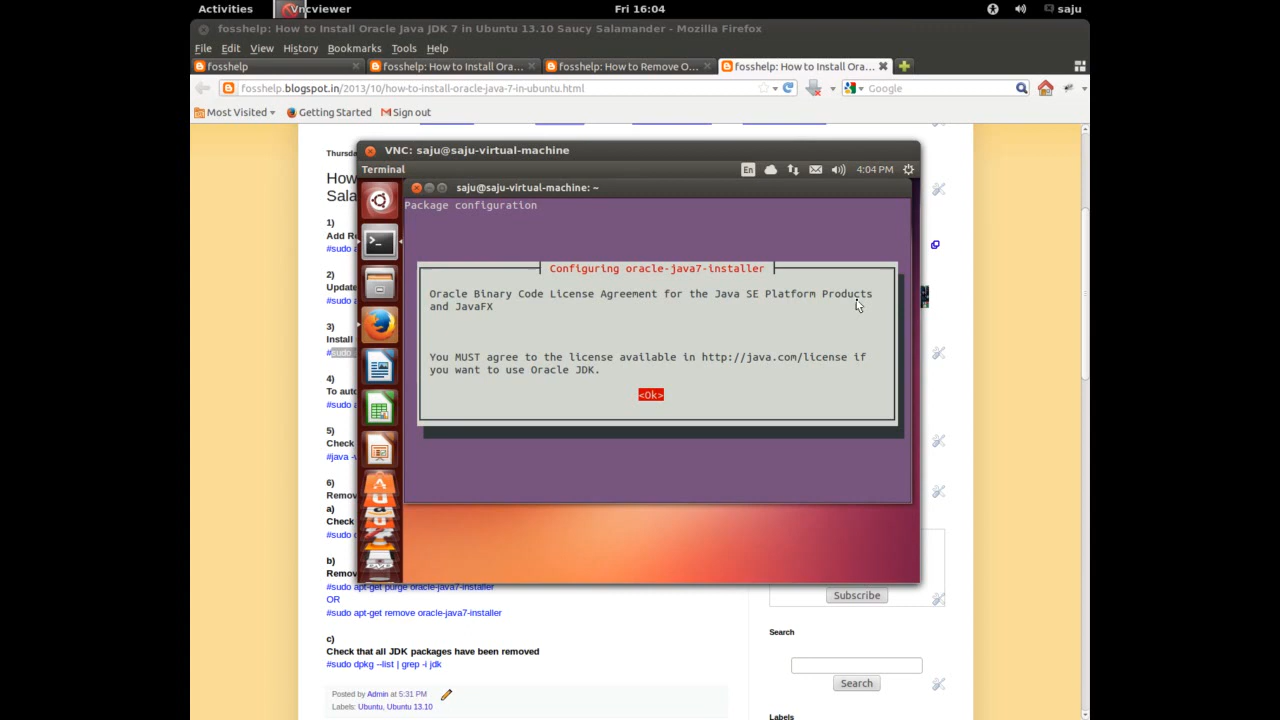 Activities
Vncviewer
Fri 16:04
saju
fosshelp: How to Install Oracle Java JDK 7 in Ubuntu 13.10 Saucy Salamander - Mozilla Firefox
File Edit View History Bookmarks Tools Help
fosshelp
fosshelp: How to Install Ora...
fosshelp: How to Remove O...
fosshelp: How to Install Ora...
fosshelp.blogspot.in/2013/10/how-to-install-oracle-java-7-in-ubuntu.html
Google
Most Visited
Getting Started
Sign out
VNC: saju@saju-virtual-machine
Terminal
En
4:04 PM
saju@saju-virtual-machine: ~
Package configuration
Configuring oracle-java7-installer
Oracle Binary Code License Agreement for the Java SE Platform Products
and JavaFX
You MUST agree to the license available in http://java.com/license if
you want to use Oracle JDK.
<Ok>
Thursda
How
Sala
1)
Add Re
#sudo a
2)
Update
#sudo a
3)
Install
#sudo
4)
To auto
#sudo a
5)
Check
#java -v
6)
Remov
a)
Check
#sudo d
b)
Remov
#sudo apt-get purge oracle-java7-installer
OR
#sudo apt-get remove oracle-java7-installer
c)
Check that all JDK packages have been removed
#sudo dpkg --list | grep -i jdk
Posted by Admin at 5:31 PM
Labels: Ubuntu, Ubuntu 13.10
Subscribe
Search
Search
Labels